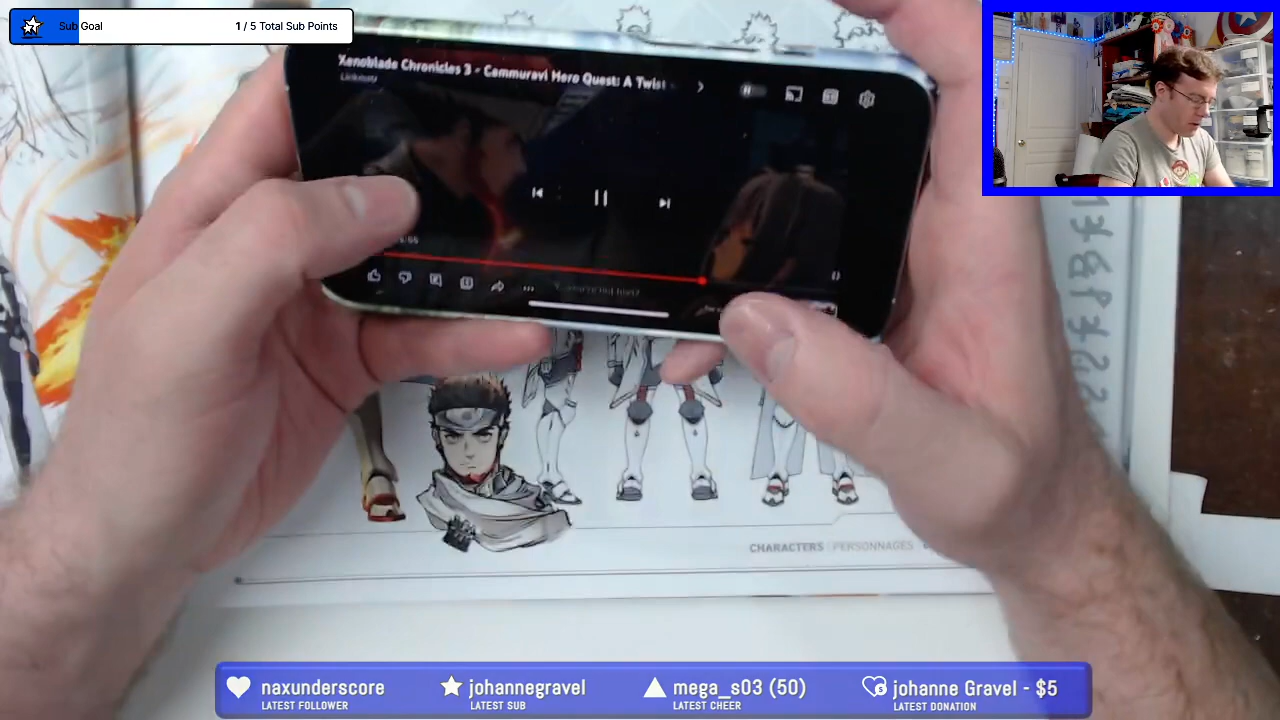 Sub Goal
1 / 5 Total Sub Points
Xenoblade Chronicles 3 - Cammuravi Hero Quest: A Twist
CHARACTERS | PERSONNAGES
naxunderscore
LATEST FOLLOWER
johannegravel
LATEST SUB
mega_s03 (50)
LATEST CHEER
johanne Gravel - $5
LATEST DONATION